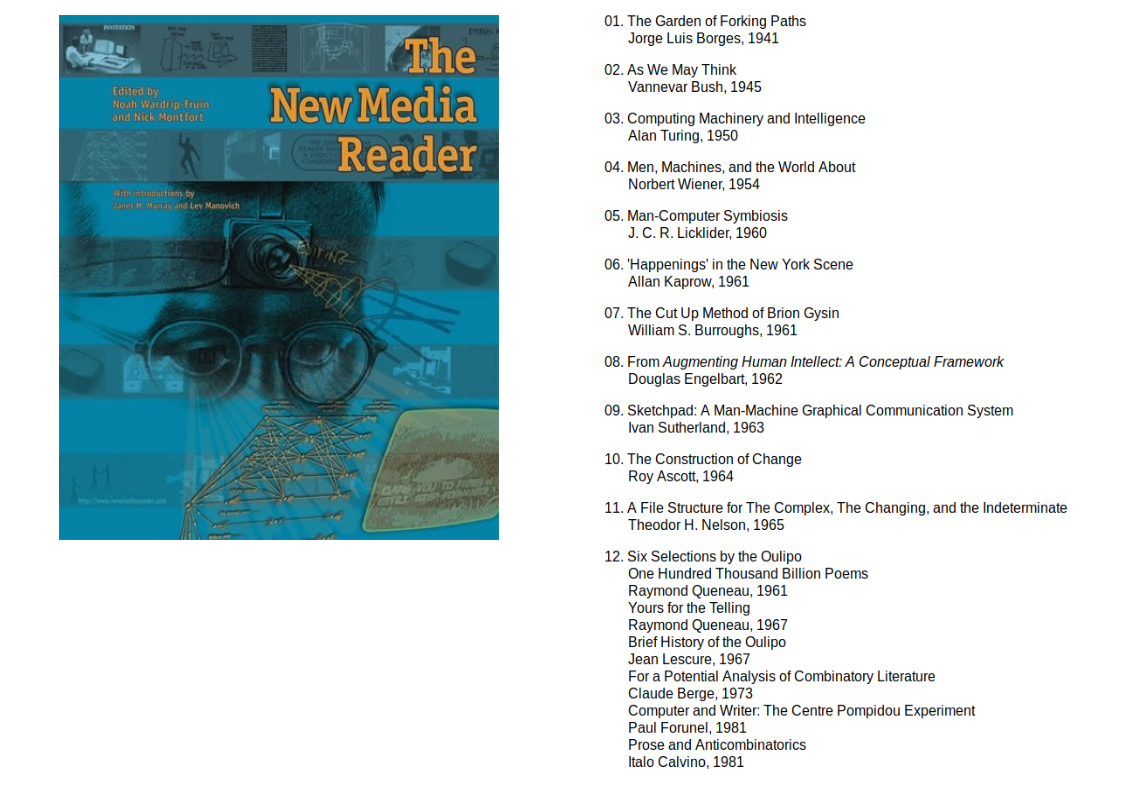 INVITATION
The
New Media
Reader
Edited by
Noah Wardrip-Fruin
and Nick Montfort
With introductions by
Janet H. Murray and Lev Manovich
http://www.newmediareader.com
01. The Garden of Forking Paths
Jorge Luis Borges, 1941
02. As We May Think
Vannevar Bush, 1945
03. Computing Machinery and Intelligence
Alan Turing, 1950
04. Men, Machines, and the World About
Norbert Wiener, 1954
05. Man-Computer Symbiosis
J. C. R. Licklider, 1960
06. 'Happenings' in the New York Scene
Allan Kaprow, 1961
07. The Cut Up Method of Brion Gysin
William S. Burroughs, 1961
08. From Augmenting Human Intellect: A Conceptual Framework
Douglas Engelbart, 1962
09. Sketchpad: A Man-Machine Graphical Communication System
Ivan Sutherland, 1963
10. The Construction of Change
Roy Ascott, 1964
11. A File Structure for The Complex, The Changing, and the Indeterminate
Theodor H. Nelson, 1965
12. Six Selections by the Oulipo
One Hundred Thousand Billion Poems
Raymond Queneau, 1961
Yours for the Telling
Raymond Queneau, 1967
Brief History of the Oulipo
Jean Lescure, 1967
For a Potential Analysis of Combinatory Literature
Claude Berge, 1973
Computer and Writer: The Centre Pompidou Experiment
Paul Forunel, 1981
Prose and Anticombinatorics
Italo Calvino, 1981